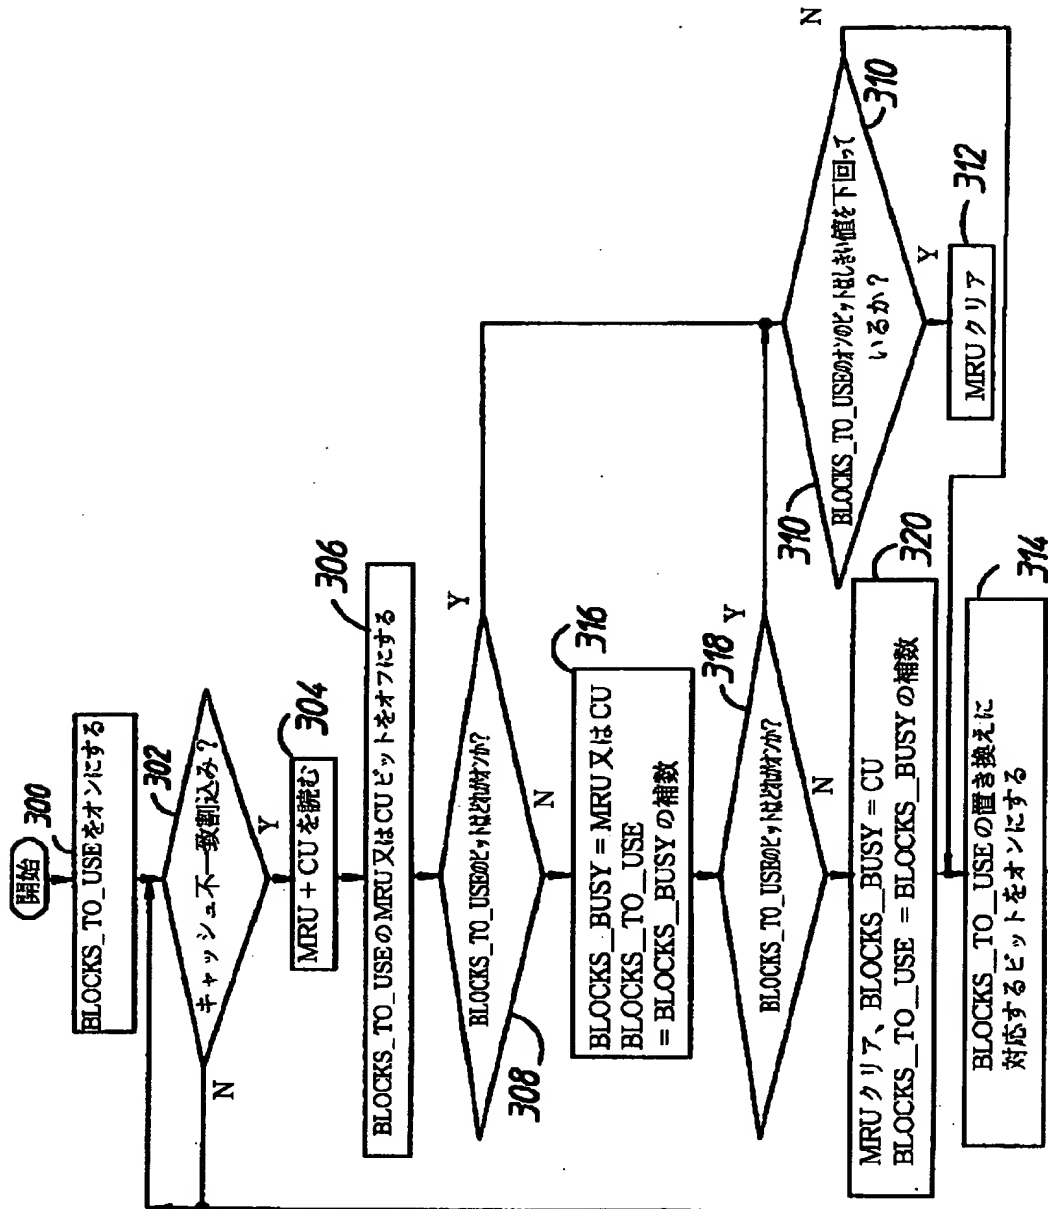 開始
300
BLOCKS_TO_USEをオンにする
302
キャッシュ不一致割込み?
N
Y
304
MRU+CUを読む
306
BLOCKS_TO_USEのMRU又はCUビットをオフにする
BLOCKS_TO_USEのビットはどれがオンか?
308
Y
N
316
BLOCKS_BUSY=MRU又はCU
BLOCKS_TO_USE
=BLOCKS_BUSYの補数
318
BLOCKS_TO_USEのビットはどれがオンか?
Y
N
320
MRUクリア、BLOCKS_BUSY=CU
BLOCKS_TO_USE=BLOCKS_BUSYの補数
310
BLOCKS_TO_USEのオンのビットはしきい値を下回って
いるか?
310
N
Y
312
MRUクリア
314
BLOCKS_TO_USEの置き換えに
対応するビットをオンにする